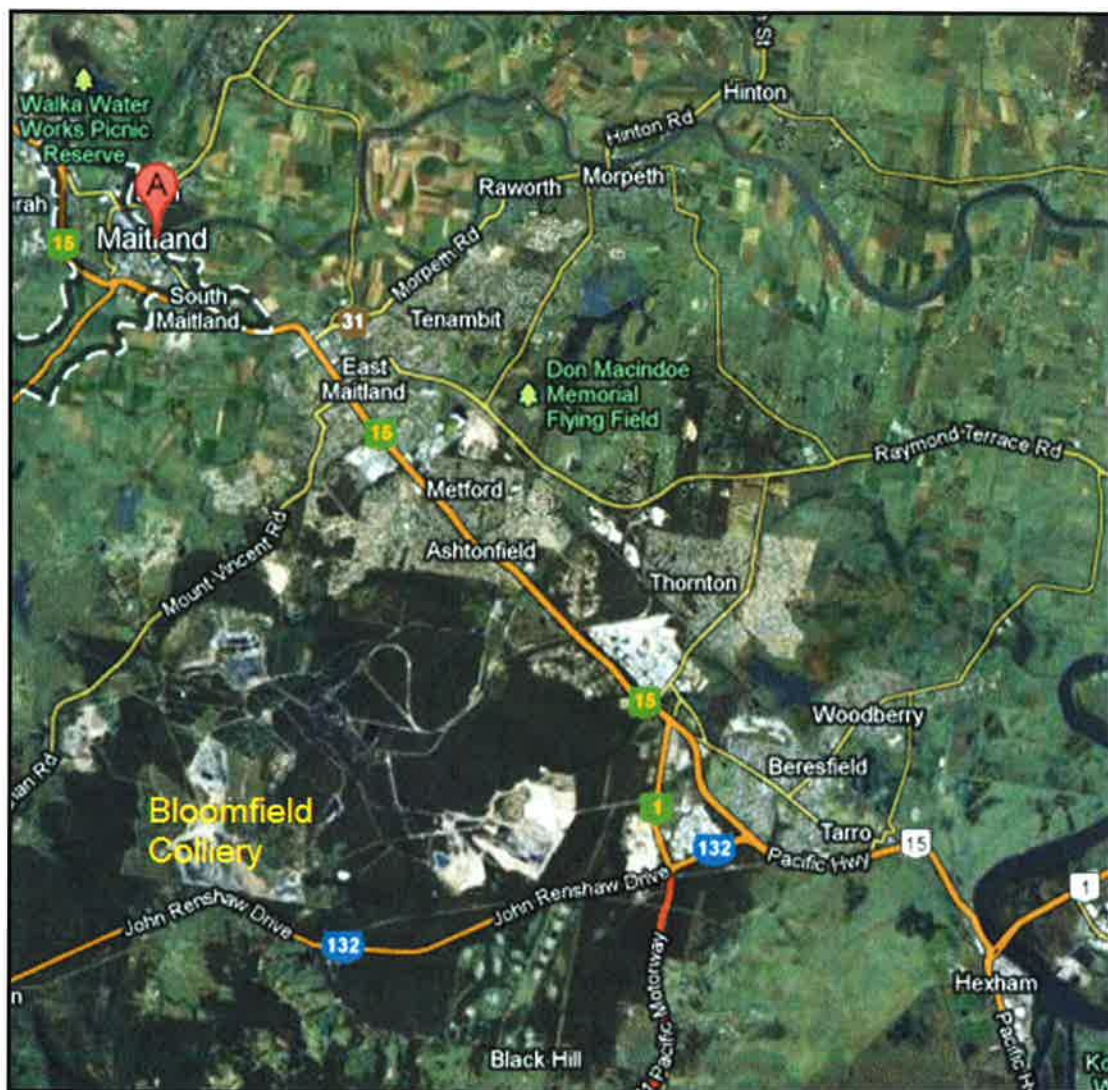 Walka Water
Works Picnic
Reserve
A
15
Maitland
South
Maitland
31
Morpeth Rd
Tenambit
Raworth
Morpeth
Hinton Rd
Hinton
St
East
Maitland
15
Don Macindoe
Memorial
Flying Field
Raymond Terrace Rd
Metford
Ashtonfield
Thornton
Mount Vincent Rd
15
Woodberry
Beresfield
Tarro
Bloomfield
Colliery
1
132
Pacific Hwy
15
1
John Renshaw Drive
John Renshaw Drive
132
Pacific Motorway
Hexham
Black Hill